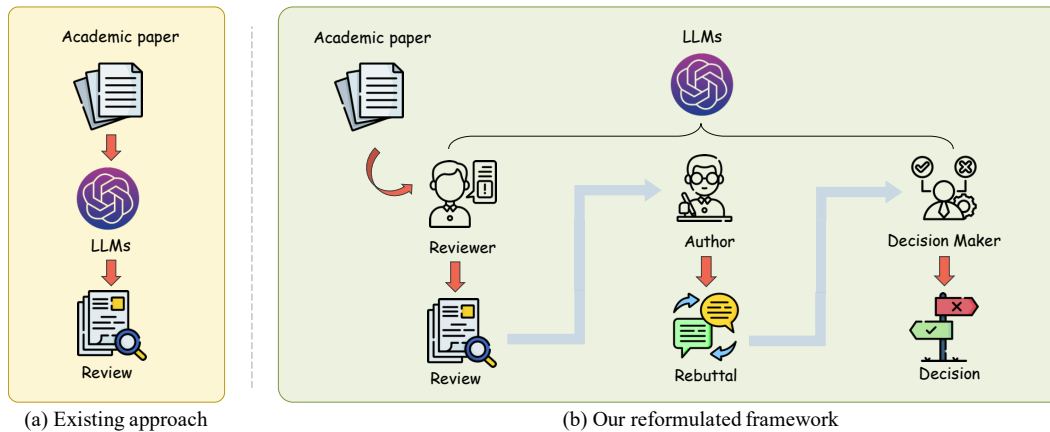 Academic paper
LLMs
Review
(a) Existing approach
Academic paper
LLMs
Reviewer
Author
Decision Maker
Review
Rebuttal
Decision
(b) Our reformulated framework